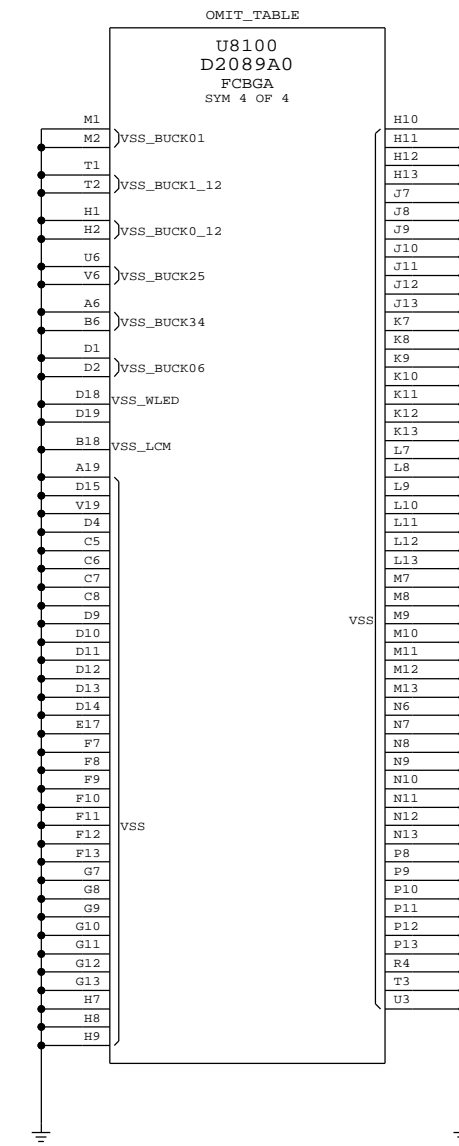 OMIT_TABLE
U8100
D2089A0
FCBGA
SYM 4 OF 4
M1
M2
VSS_BUCK01
T1
T2
VSS_BUCK1_12
H1
H2
VSS_BUCK0_12
U6
V6
VSS_BUCK25
A6
B6
VSS_BUCK34
D1
D2
VSS_BUCK06
D18
VSS_WLED
D19
B18
VSS_LCM
A19
D15
V19
D4
C5
C6
C7
C8
D9
D10
D11
D12
D13
D14
E17
F7
F8
F9
F10
F11
VSS
F12
F13
G7
G8
G9
G10
G11
G12
G13
H7
H8
H9
H10
H11
H12
H13
J7
J8
J9
J10
J11
J12
J13
K7
K8
K9
K10
K11
K12
K13
L7
L8
L9
L10
L11
L12
L13
M7
M8
M9
VSS
M10
M11
M12
M13
N6
N7
N8
N9
N10
N11
N12
N13
P8
P9
P10
P11
P12
P13
R4
T3
U3